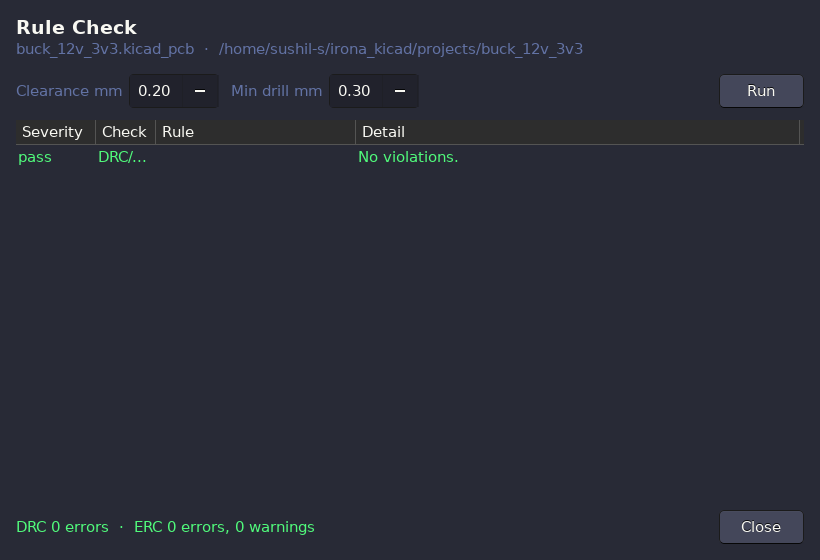 Rule Check
buck_12v_3v3.kicad_pcb · /home/sushil-s/irona_kicad/projects/buck_12v_3v3
Clearance mm 0.20 − Min drill mm 0.30 − Run
Severity Check Rule Detail
pass DRC/... No violations.
DRC 0 errors · ERC 0 errors, 0 warnings Close